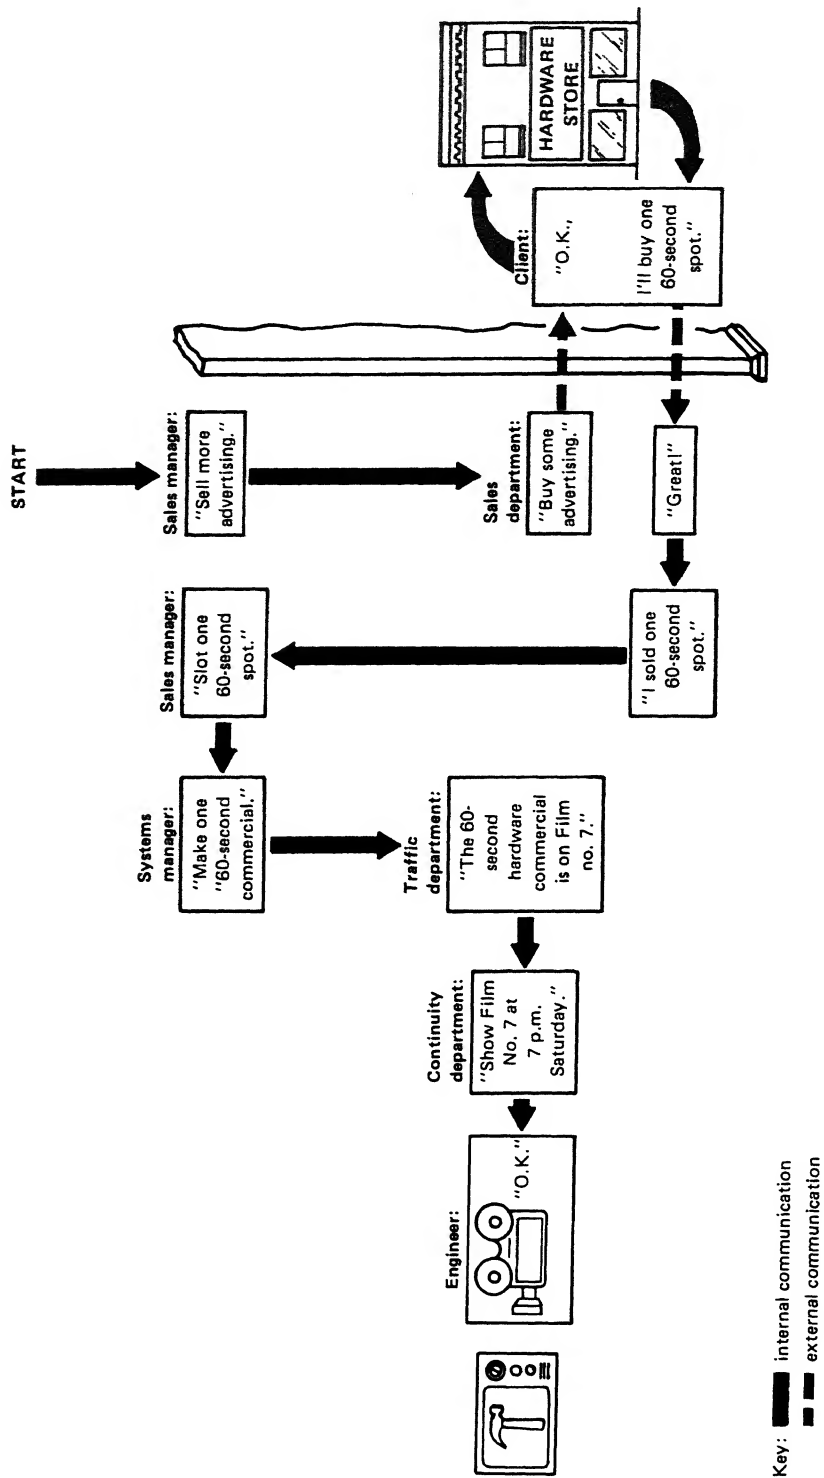 START
Sales manager:
"Sell more
advertising."
Sales
department:
"Buy some
advertising."
Client:
"O.K.,
I'll buy one
60-second
spot."
HARDWARE
STORE
"Great!"
"I sold one
60-second
spot."
Sales manager:
"Slot one
60-second
spot."
Systems
manager:
"Make one
"60-second
commercial."
Traffic
department:
"The 60-
second
hardware
commercial
is on Film
no. 7."
Continuity
department:
"Show Film
No. 7 at
7 p.m.
Saturday."
Engineer:
"O.K."
Key:
internal communication
external communication